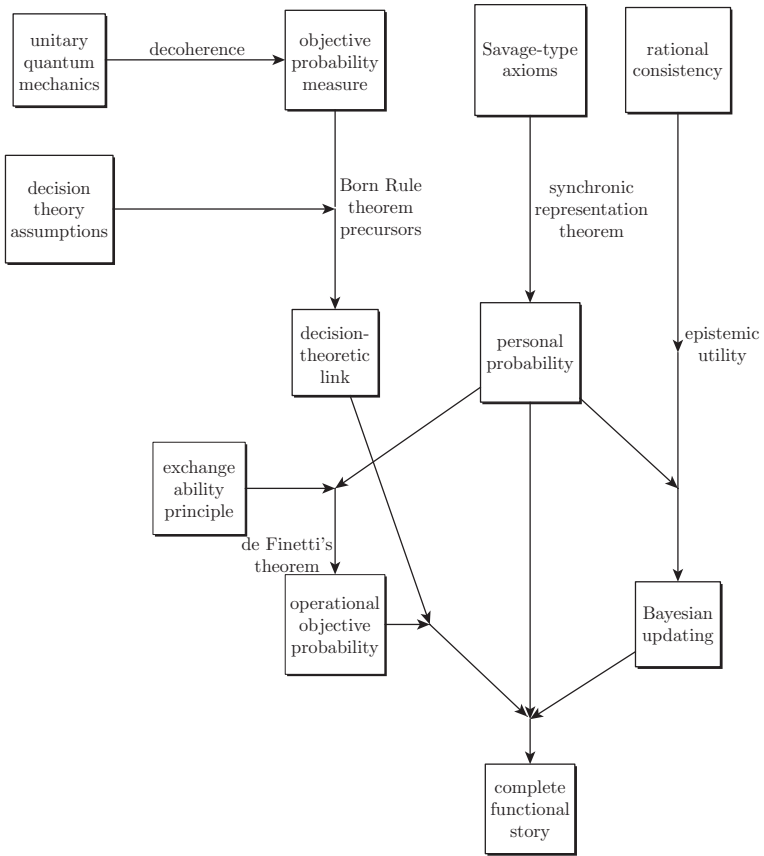 unitary
quantum
mechanics
decoherence
objective
probability
measure
Savage-type
axioms
rational
consistency
decision
theory
assumptions
Born Rule
theorem
precursors
synchronic
representation
theorem
decision-
theoretic
link
personal
probability
epistemic
utility
exchange
ability
principle
de Finetti's
theorem
operational
objective
probability
Bayesian
updating
complete
functional
story